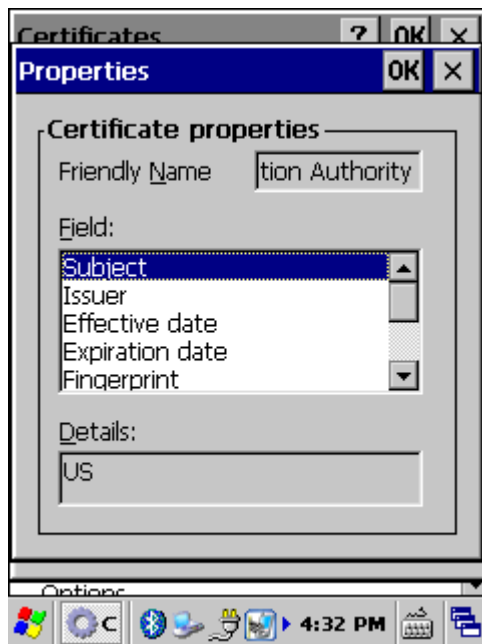 Certificates ? OK ×
Properties OK ×
Certificate properties
Friendly Name tion Authority
Field:
Subject
Issuer
Effective date
Expiration date
Fingerprint
Details:
US
Options
C 4:32 PM